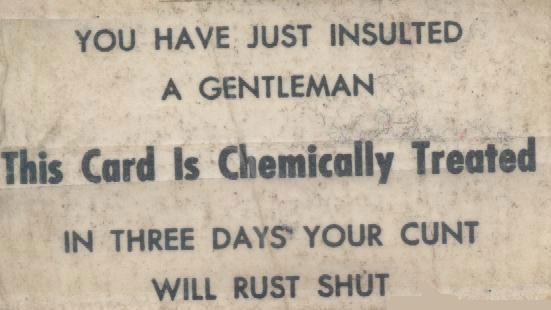 YOU HAVE JUST INSULTED
A GENTLEMAN
This Card Is Chemically Treated
IN THREE DAYS YOUR CUNT
WILL RUST SHUT